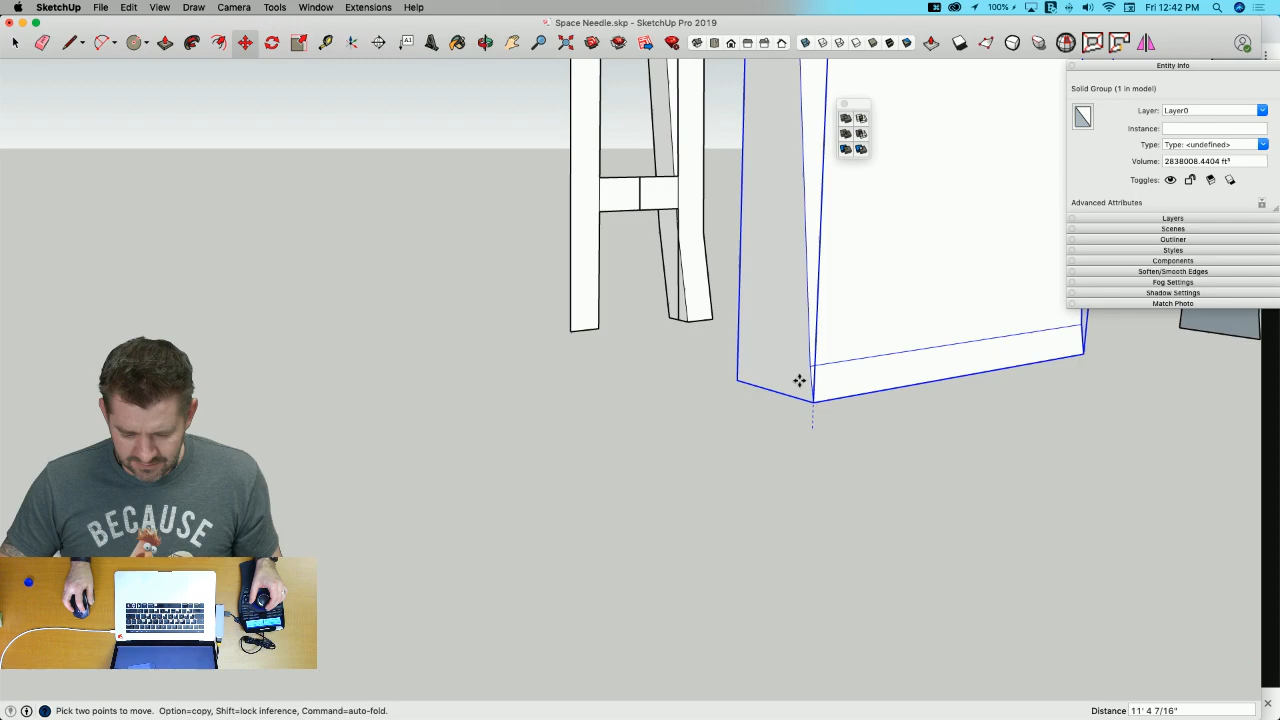 SketchUp File Edit View Draw Camera Tools Window Extensions Help
100% Fri 12:42 PM
Space Needle.skp - SketchUp Pro 2019
Entity Info
Solid Group (1 in model)
Layer: Layer0
Instance:
Type: Type: <undefined>
Volume: 2838008.4404 ft³
Toggles:
Advanced Attributes
Layers
Scenes
Outliner
Styles
Components
Soften/Smooth Edges
Fog Settings
Shadow Settings
Match Photo
BECAUSE
Pick two points to move. Option=copy, Shift=lock inference, Command=auto-fold.
Distance 11' 4 7/16"